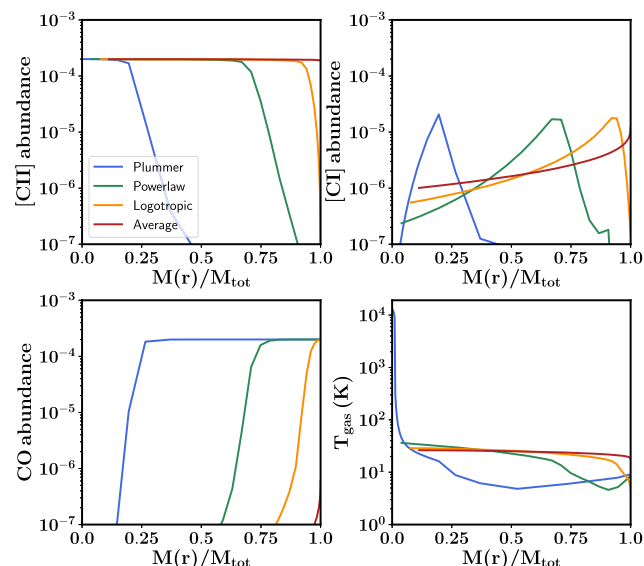 [CII] abundance
10⁻³
10⁻⁴
10⁻⁵
10⁻⁶
10⁻⁷
Plummer
Powerlaw
Logotropic
Average
0.0 0.25 0.50 0.75 1.0
M(r)/M_tot
[CI] abundance
10⁻³
10⁻⁴
10⁻⁵
10⁻⁶
10⁻⁷
0.0 0.25 0.50 0.75 1.0
M(r)/M_tot
CO abundance
10⁻³
10⁻⁴
10⁻⁵
10⁻⁶
10⁻⁷
0.0 0.25 0.50 0.75 1.0
M(r)/M_tot
T_gas (K)
10⁴
10³
10²
10¹
10⁰
0.0 0.25 0.50 0.75 1.0
M(r)/M_tot